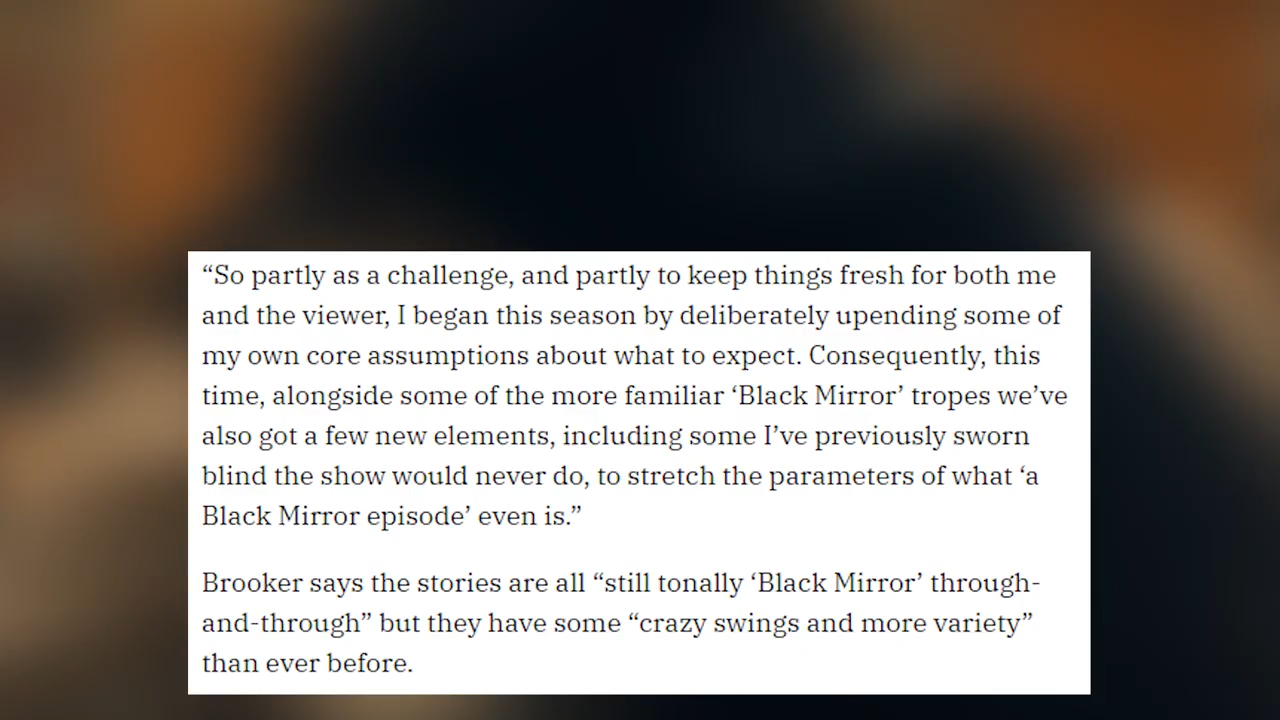 “So partly as a challenge, and partly to keep things fresh for both me
and the viewer, I began this season by deliberately upending some of
my own core assumptions about what to expect. Consequently, this
time, alongside some of the more familiar ‘Black Mirror’ tropes we’ve
also got a few new elements, including some I’ve previously sworn
blind the show would never do, to stretch the parameters of what ‘a
Black Mirror episode’ even is.”
Brooker says the stories are all “still tonally ‘Black Mirror’ through-
and-through” but they have some “crazy swings and more variety”
than ever before.